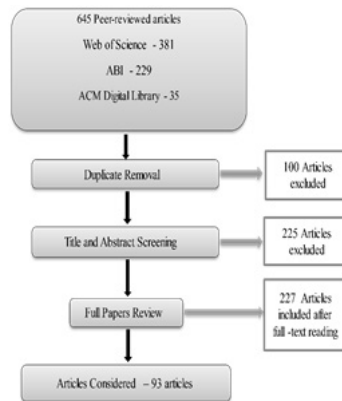 645 Peer-reviewed articles
Web of Science - 381
ABI - 229
ACM Digital Library - 35
Duplicate Removal
100 Articles
excluded
Title and Abstract Screening
225 Articles
excluded
Full Papers Review
227 Articles
included after
full -text reading
Articles Considered – 93 articles